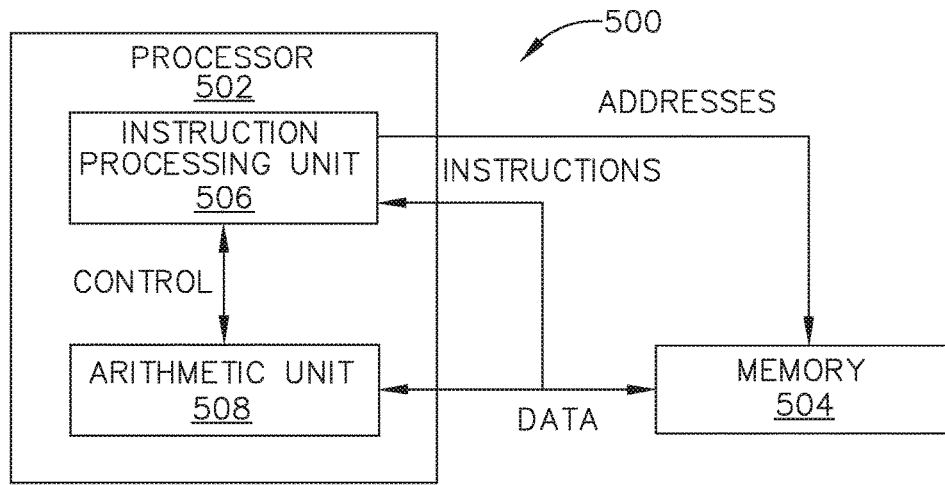 500
PROCESSOR
502
ADDRESSES
INSTRUCTION
PROCESSING UNIT
506
INSTRUCTIONS
CONTROL
ARITHMETIC UNIT
508
MEMORY
504
DATA